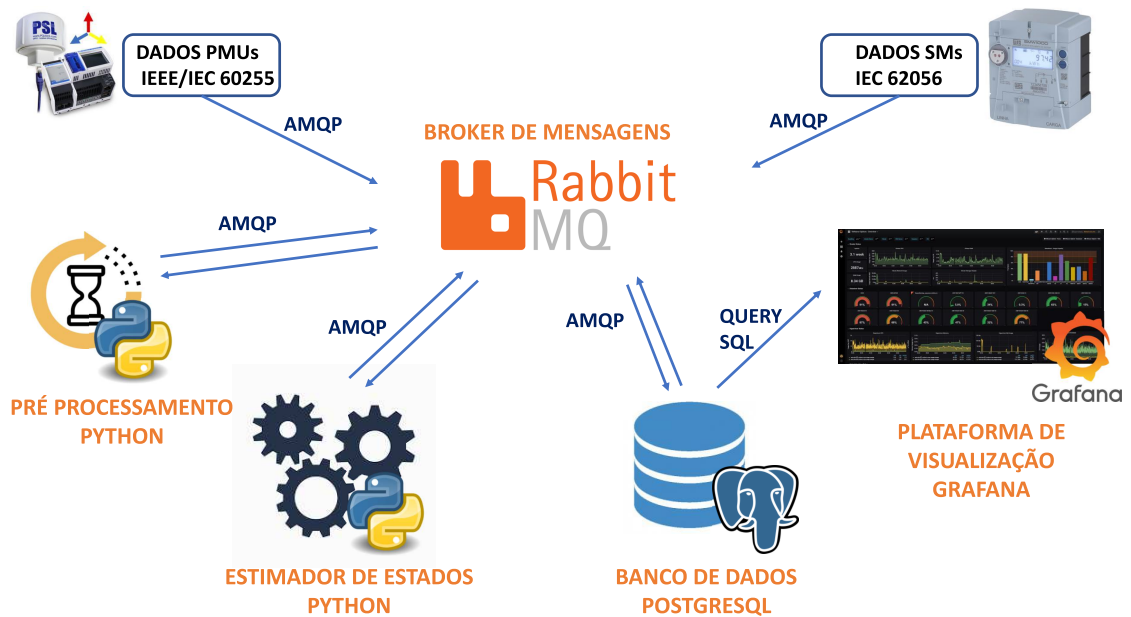 PSL
DADOS PMUs
IEEE/IEC 60255
DADOS SMs
IEC 62056
AMQP
BROKER DE MENSAGENS
AMQP
Rabbit
MQ
AMQP
AMQP
AMQP
QUERY
SQL
Grafana
PRÉ PROCESSAMENTO
PYTHON
PLATAFORMA DE
VISUALIZAÇÃO
GRAFANA
ESTIMADOR DE ESTADOS
PYTHON
BANCO DE DADOS
POSTGRESQL